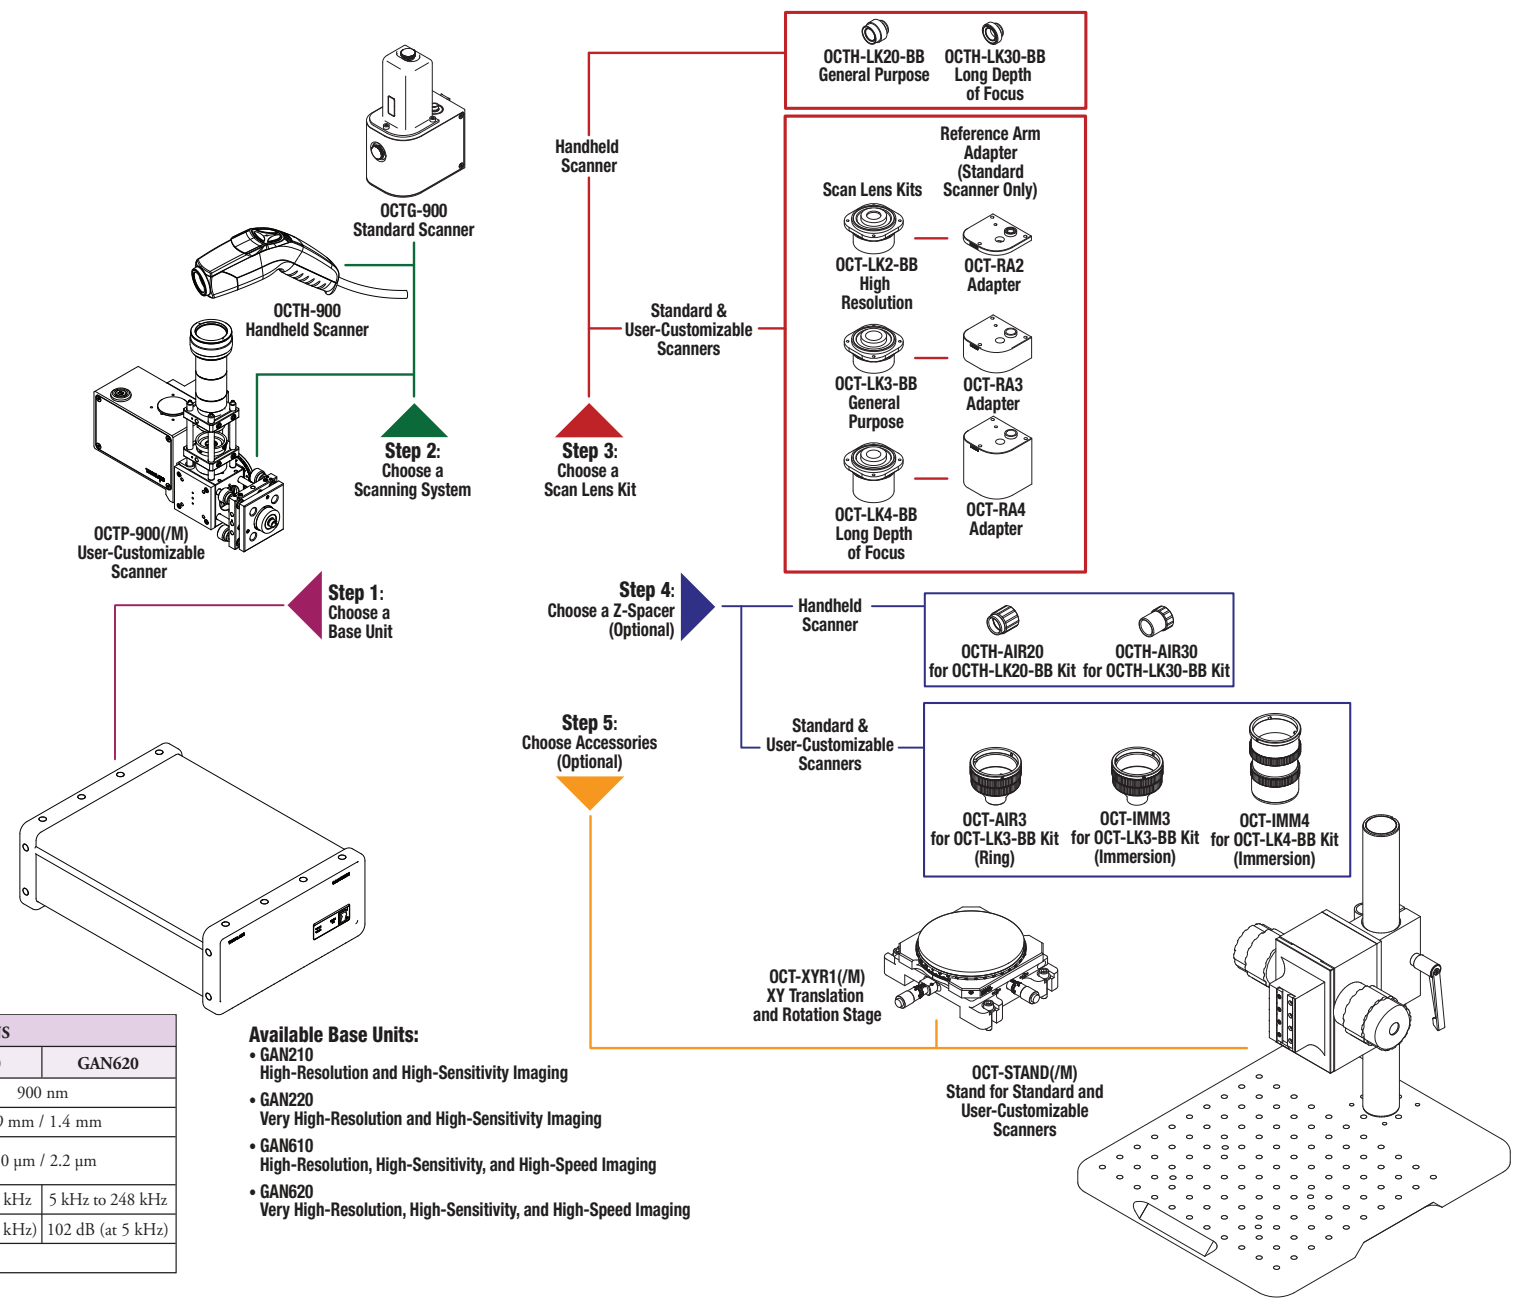 OCTH-LK20-BB
General Purpose
OCTH-LK30-BB
Long Depth
of Focus
Handheld
Scanner
Reference Arm
Adapter
(Standard
Scanner Only)
Scan Lens Kits
OCT-LK2-BB
High
Resolution
OCT-RA2
Adapter
Standard &
User-Customizable
Scanners
OCT-LK3-BB
General
Purpose
OCT-RA3
Adapter
OCT-LK4-BB
Long Depth
of Focus
OCT-RA4
Adapter
OCTG-900
Standard Scanner
OCTH-900
Handheld Scanner
OCTP-900(/M)
User-Customizable
Scanner
Step 2:
Choose a
Scanning System
Step 3:
Choose a
Scan Lens Kit
Step 1:
Choose a
Base Unit
Step 4:
Choose a Z-Spacer
(Optional)
Handheld
Scanner
OCTH-AIR20
for OCTH-LK20-BB Kit
OCTH-AIR30
for OCTH-LK30-BB Kit
Standard &
User-Customizable
Scanners
OCT-AIR3
for OCT-LK3-BB Kit
(Ring)
OCT-IMM3
for OCT-LK3-BB Kit
(Immersion)
OCT-IMM4
for OCT-LK4-BB Kit
(Immersion)
Step 5:
Choose Accessories
(Optional)
OCT-XYR1(/M)
XY Translation
and Rotation Stage
OCT-STAND(/M)
Stand for Standard and
User-Customizable
Scanners
GAN620
900 nm
mm / 1.4 mm
µm / 2.2 µm
kHz 5 kHz to 248 kHz
kHz) 102 dB (at 5 kHz)
Available Base Units:
• GAN210
High-Resolution and High-Sensitivity Imaging
• GAN220
Very High-Resolution and High-Sensitivity Imaging
• GAN610
High-Resolution, High-Sensitivity, and High-Speed Imaging
• GAN620
Very High-Resolution, High-Sensitivity, and High-Speed Imaging